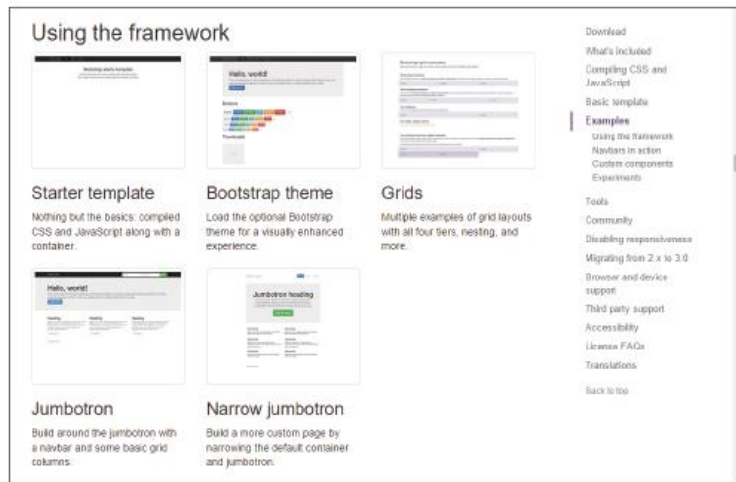 Using the framework
Hello, world!
Starter template
Nothing but the basics: compiled
CSS and JavaScript along with a
container.
Bootstrap theme
Load the optional Bootstrap
theme for a visually enhanced
experience.
Grids
Multiple examples of grid layouts
with all four tiers, nesting, and
more.
Hello, world!
Jumbotron heading
Jumbotron
Build around the jumbotron with
a navbar and some basic grid
columns.
Narrow jumbotron
Build a more custom page by
narrowing the default container
and jumbotron.
Download
What's included
Compiling CSS and
JavaScript
Basic template
Examples
Using the framework
Navbars in action
Custom components
Experiments
Tools
Community
Disabling responsiveness
Migrating from 2.x to 3.0
Browser and device
support
Third party support
Accessibility
License FAQs
Translations
Back to top